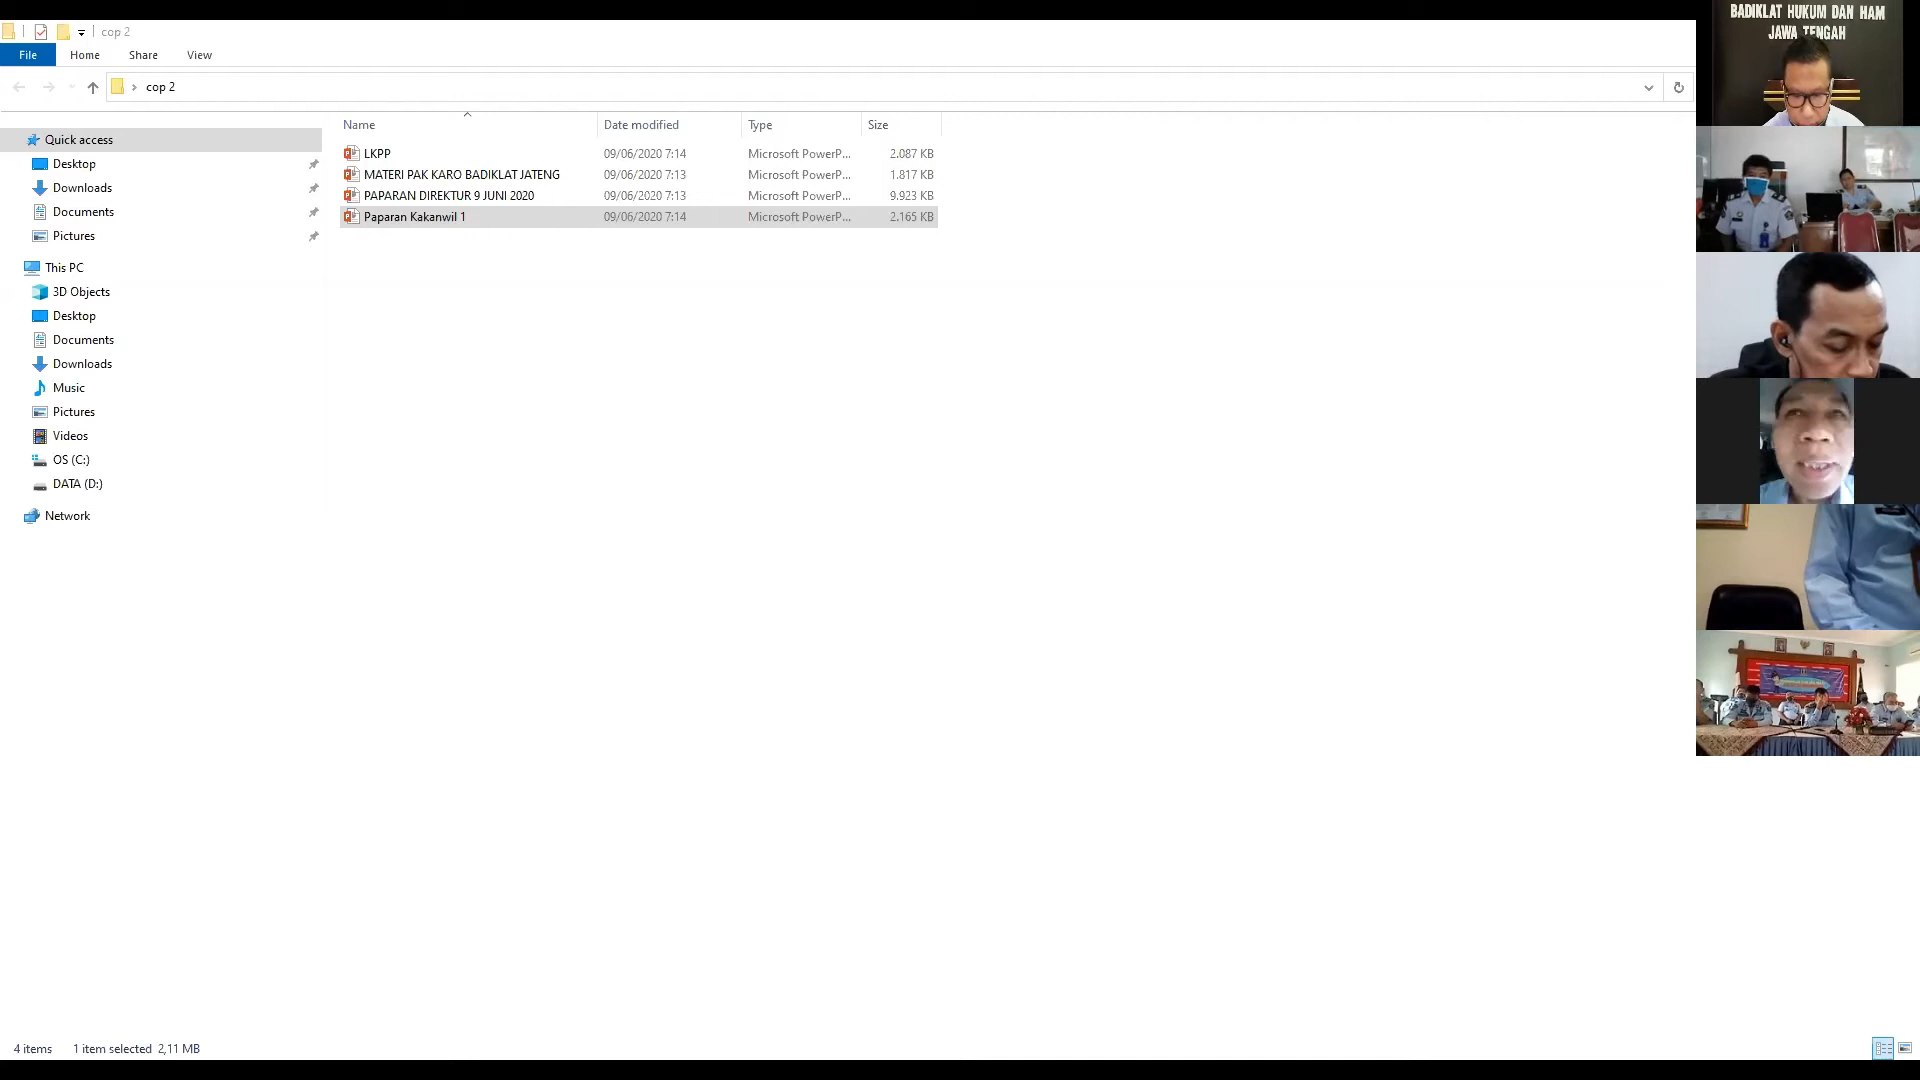 cop 2
File Home Share View
cop 2
Name Date modified Type Size
Quick access
Desktop
Downloads
Documents
Pictures
This PC
3D Objects
Desktop
Documents
Downloads
Music
Pictures
Videos
OS (C:)
DATA (D:)
Network
LKPP 09/06/2020 7:14 Microsoft PowerP... 2.087 KB
MATERI PAK KARO BADIKLAT JATENG 09/06/2020 7:13 Microsoft PowerP... 1.817 KB
PAPARAN DIREKTUR 9 JUNI 2020 09/06/2020 7:13 Microsoft PowerP... 9.923 KB
Paparan Kakanwil 1 09/06/2020 7:14 Microsoft PowerP... 2.165 KB
4 items 1 item selected 2,11 MB
BADIKLAT HUKUM DAN HAM
JAWA TENGAH